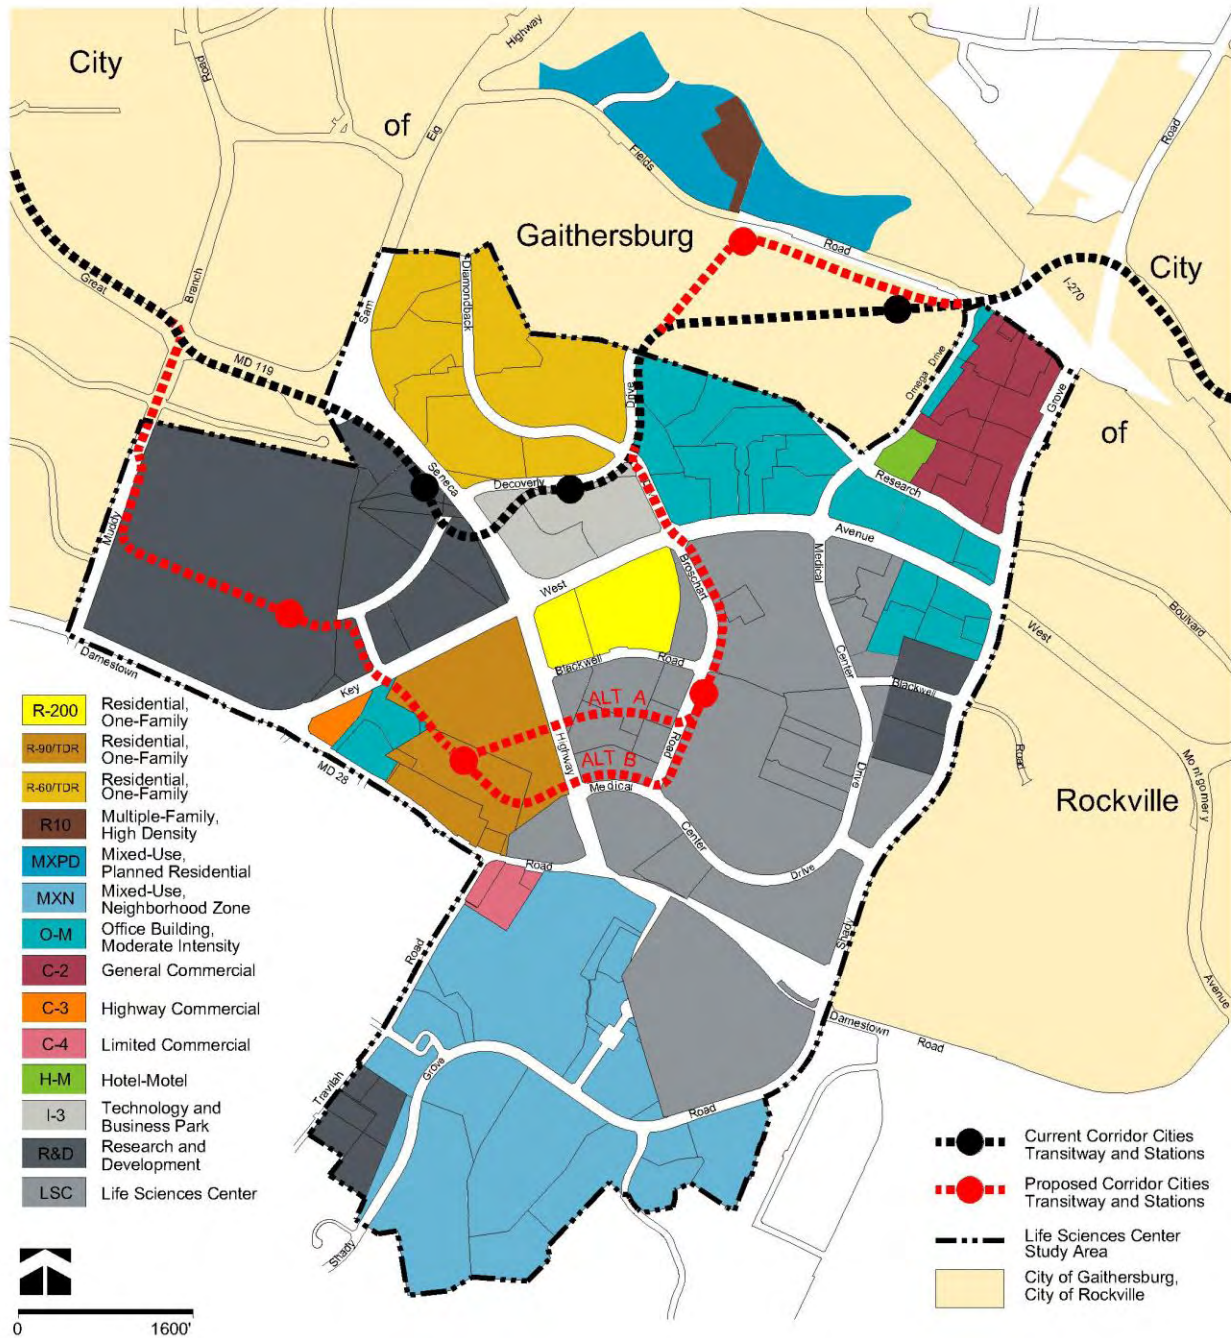 City
of
Gaithersburg
City
of
Rockville
Highway
Road
Eig
Fields
Road
I-270
Road
Great
Branch
MD 119
Sam
Diamondback
Drive
Omega Drive
Grove
Seneca
Decoverly
Research
Muddy
Avenue
Medical
Broschart
West
West
Boulvard
Darnestown
Key
Blackwell
Road
Center
Blackwell
ALT A
Road
Montgomery
MD 28
Highway
ALT B
Road
Medical
Drive
Center
Drive
Road
Shady
Avenue
Road
Darnestown
Road
Grove
Travilah
Road
Shady
R-200
Residential,
One-Family
R-90/TDR
Residential,
One-Family
R-60/TDR
Residential,
One-Family
R10
Multiple-Family,
High Density
MXPD
Mixed-Use,
Planned Residential
MXN
Mixed-Use,
Neighborhood Zone
O-M
Office Building,
Moderate Intensity
C-2
General Commercial
C-3
Highway Commercial
C-4
Limited Commercial
H-M
Hotel-Motel
I-3
Technology and
Business Park
R&D
Research and
Development
LSC
Life Sciences Center
Current Corridor Cities
Transitway and Stations
Proposed Corridor Cities
Transitway and Stations
Life Sciences Center
Study Area
City of Gaithersburg,
City of Rockville
0
1600'